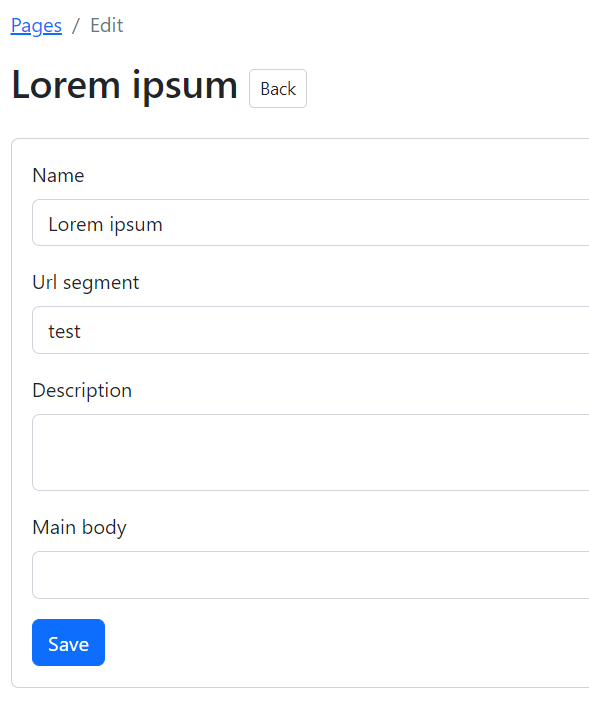 Pages / Edit
Lorem ipsum Back
Name
Lorem ipsum
Url segment
test
Description
Main body
Save